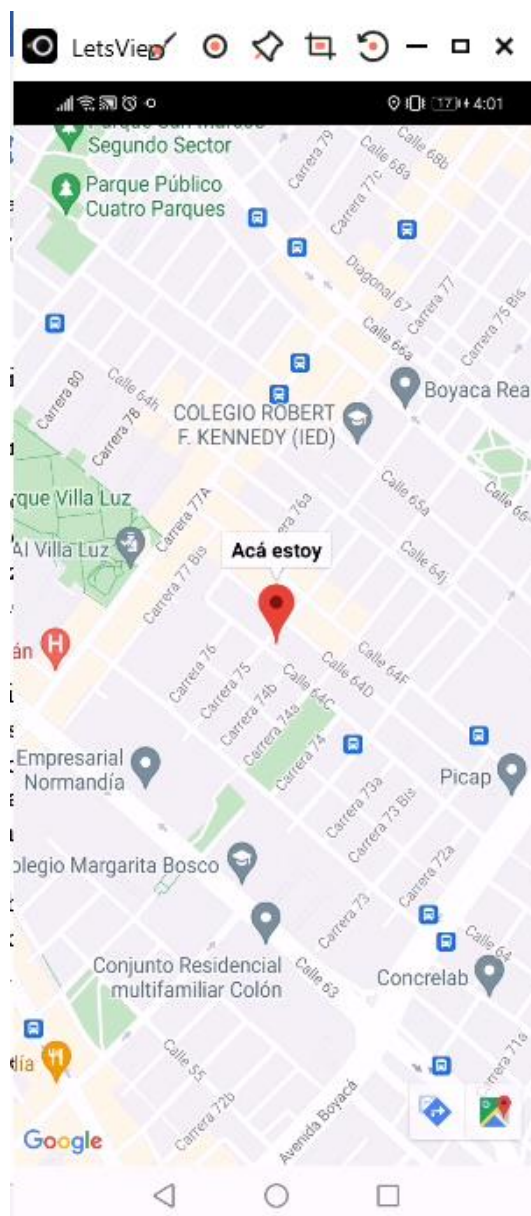 LetsView
17 4:01
Segundo Sector
Parque Público
Cuatro Parques
Carrera 79
Calle 68a
Calle 68b
Carrera 77c
Diagonal 67
Carrera 77
Carrera 75 Bis
Calle 66a
Boyaca Rea
Carrera 80
Calle 64h
Carrera 78
COLEGIO ROBERT
F. KENNEDY (IED)
rque Villa Luz
Carrera 77A
Calle 65a
Calle 66
Carrera 76a
AI Villa Luz
Carrera 77 Bis
Acá estoy
Calle 64j
án
H
Carrera 76
Carrera 75
Carrera 74b
Carrera 74a
Carrera 74
Calle 64C
Calle 64D
Calle 64F
Empresarial
Normandía
Picap
Carrera 73a
Carrera 73 Bis
olegio Margarita Bosco
Carrera 72a
Carrera 73
Conjunto Residencial
multifamiliar Colón
Calle 63
Calle 64
Concrelab
día
Calle 55
Carrera 71a
Carrera 72b
Avenida Boyacá
Google